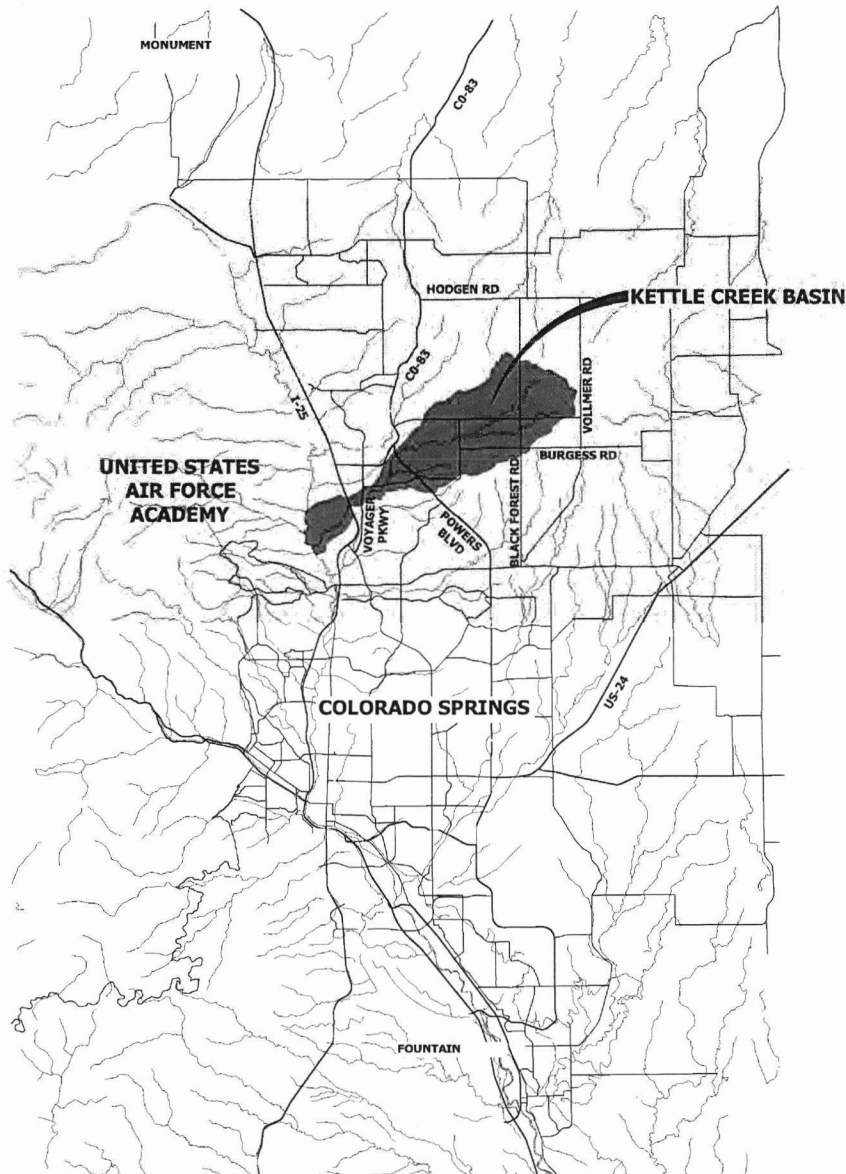 MONUMENT
CO-83
HODGEN RD
KETTLE CREEK BASIN
CO-83
VOLLMER RD
I-25
BURGESS RD
UNITED STATES
AIR FORCE
ACADEMY
VOYAGER
PKWY
POWERS
BLVD
BLACK FOREST RD
COLORADO SPRINGS
US-24
FOUNTAIN